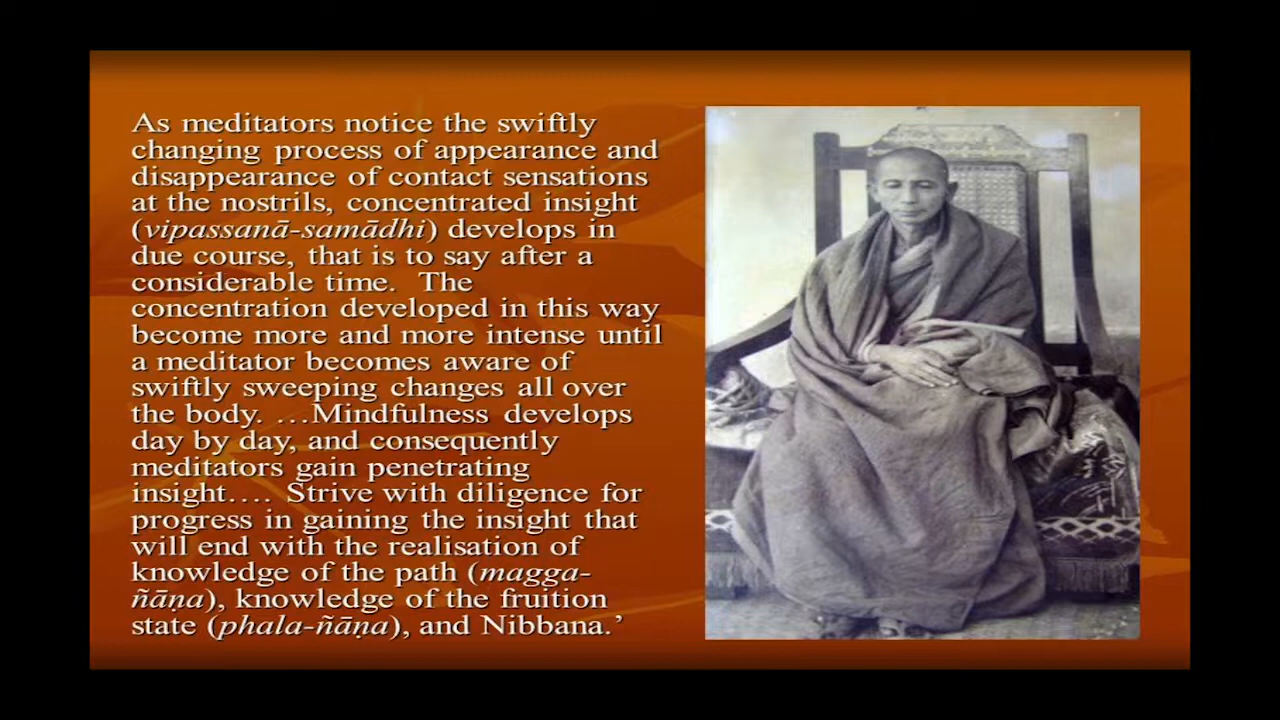 As meditators notice the swiftly
changing process of appearance and
disappearance of contact sensations
at the nostrils, concentrated insight
(vipassanā-samādhi) develops in
due course, that is to say after a
considerable time. The
concentration developed in this way
become more and more intense until
a meditator becomes aware of
swiftly sweeping changes all over
the body. …Mindfulness develops
day by day, and consequently
meditators gain penetrating
insight…. Strive with diligence for
progress in gaining the insight that
will end with the realisation of
knowledge of the path (magga-
ñāṇa), knowledge of the fruition
state (phala-ñāṇa), and Nibbana.’